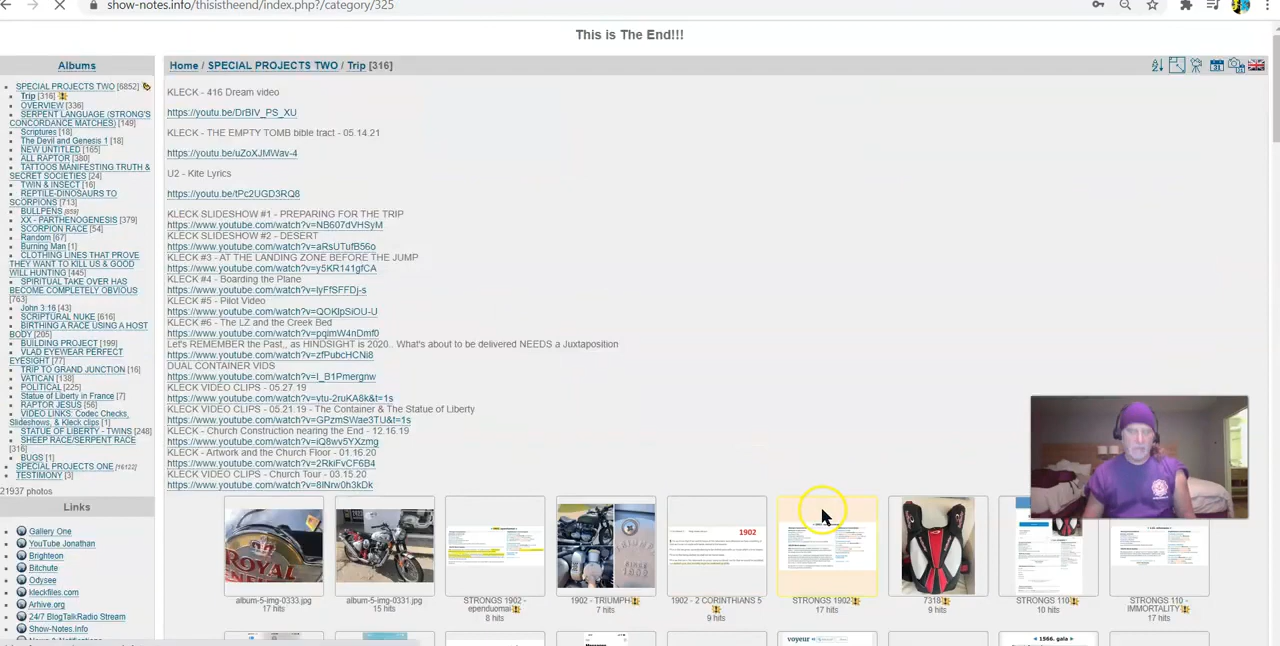 show-notes.info/thisistheend/index.php?/category/325
This is The End!!!
Albums
SPECIAL PROJECTS TWO [6852]
Trip [316]
OVERVIEW [336]
SERPENT LANGUAGE (STRONG'S
CONCORDANCE MATCHES) [149]
Scriptures [18]
The Devil and Genesis 1 [18]
NEW UNTITLED [165]
ALL RAPTOR [380]
TATTOOS MANIFESTING TRUTH &
SECRET SOCIETIES [24]
TWIN & INSECT [16]
REPTILE-DINOSAURS TO
SCORPIONS [713]
BULLPENS [859]
XX - PARTHENOGENESIS [379]
SCORPION RACE [54]
Random [67]
Burning Man [1]
CLOTHING LINES THAT PROVE
THEY WANT TO KILL US & GOOD
WILL HUNTING [445]
SPIRITUAL TAKE OVER HAS
BECOME COMPLETELY OBVIOUS
[763]
John 3:16 [43]
SCRIPTURAL NUKE [616]
BIRTHING A RACE USING A HOST
BODY [205]
BUILDING PROJECT [199]
VLAD EYEWEAR PERFECT
EYESIGHT [77]
TRIP TO GRAND JUNCTION [16]
VATICAN [138]
POLITICAL [225]
Statue of Liberty in France [7]
RAPTOR JESUS [56]
VIDEO LINKS: Codec Checks,
Slideshows, & Kleck clips [1]
STATUE OF LIBERTY - TWINS [248]
SHEEP RACE/SERPENT RACE
[316]
BUGS [1]
SPECIAL PROJECTS ONE [16122]
TESTIMONY [3]
21937 photos
Links
Gallery One
YouTube Jonathan
Brighteon
Bitchute
Odysee
kleckfiles.com
Arhive.org
24/7 BlogTalkRadio Stream
Show-Notes.Info
Home / SPECIAL PROJECTS TWO / Trip [316]
KLECK - 416 Dream video
https://youtu.be/DrBIV_PS_XU
KLECK - THE EMPTY TOMB bible tract - 05.14.21
https://youtu.be/uZoXJMWav-4
U2 - Kite Lyrics
https://youtu.be/tPc2UGD3RQ8
KLECK SLIDESHOW #1 - PREPARING FOR THE TRIP
https://www.youtube.com/watch?v=NB607dVHSyM
KLECK SLIDESHOW #2 - DESERT
https://www.youtube.com/watch?v=aRsUTufB56o
KLECK #3 - AT THE LANDING ZONE BEFORE THE JUMP
https://www.youtube.com/watch?v=y5KR141gfCA
KLECK #4 - Boarding the Plane
https://www.youtube.com/watch?v=IyFfSFFDj-s
KLECK #5 - Pilot Video
https://www.youtube.com/watch?v=QOKlpSiOU-U
KLECK #6 - The LZ and the Creek Bed
https://www.youtube.com/watch?v=pqimW4nDmf0
Let's REMEMBER the Past,, as HINDSIGHT is 2020.. What's about to be delivered NEEDS a Juxtaposition
https://www.youtube.com/watch?v=zfPubcHCNi8
DUAL CONTAINER VIDS
https://www.youtube.com/watch?v=I_B1Pmergnw
KLECK VIDEO CLIPS - 05.27.19
https://www.youtube.com/watch?v=vtu-2ruKA8k&t=1s
KLECK VIDEO CLIPS - 05.21.19 - The Container & The Statue of Liberty
https://www.youtube.com/watch?v=GPzmSWae3TU&t=1s
KLECK - Church Construction nearing the End - 12.16.19
https://www.youtube.com/watch?v=iQ8wv5YXzmg
KLECK - Artwork and the Church Floor - 01.16.20
https://www.youtube.com/watch?v=2RkiFvCF6B4
KLECK VIDEO CLIPS - Church Tour - 03.15.20
https://www.youtube.com/watch?v=8INrw0h3kDk
ROYAL
1902
album-5-img-0333.jpg
17 hits
album-5-img-0331.jpg
15 hits
STRONGS 1902 -
ependuomai
8 hits
1902 - TRIUMPH
7 hits
1902 - 2 CORINTHIANS 5
9 hits
STRONGS 1902
17 hits
7318
9 hits
STRONGS 110
10 hits
STRONGS 110 -
IMMORTALITY
17 hits
voyeur
1566. gala